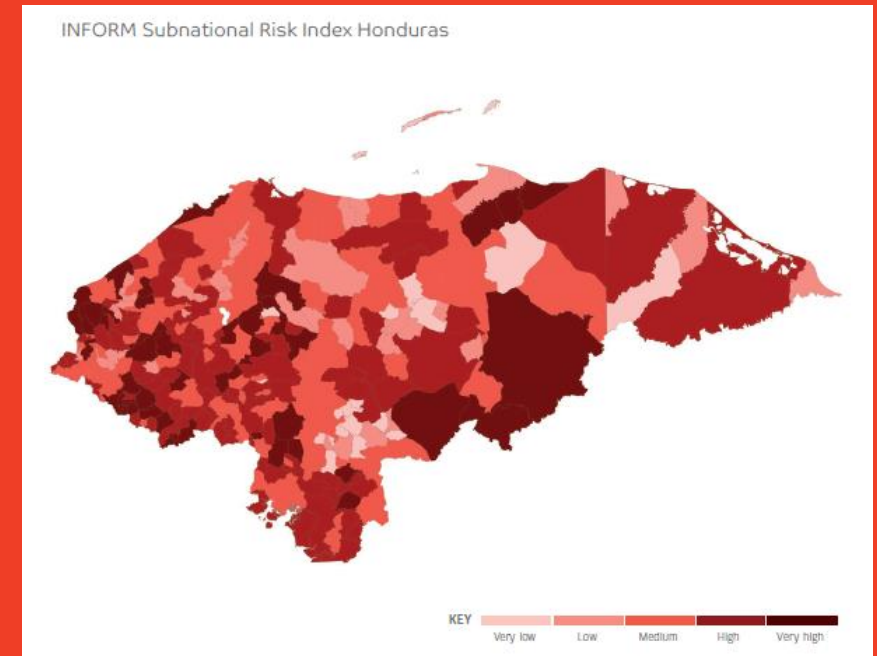 INFORM Subnational Risk Index Honduras
KEY
Very low Low Medium High Very high